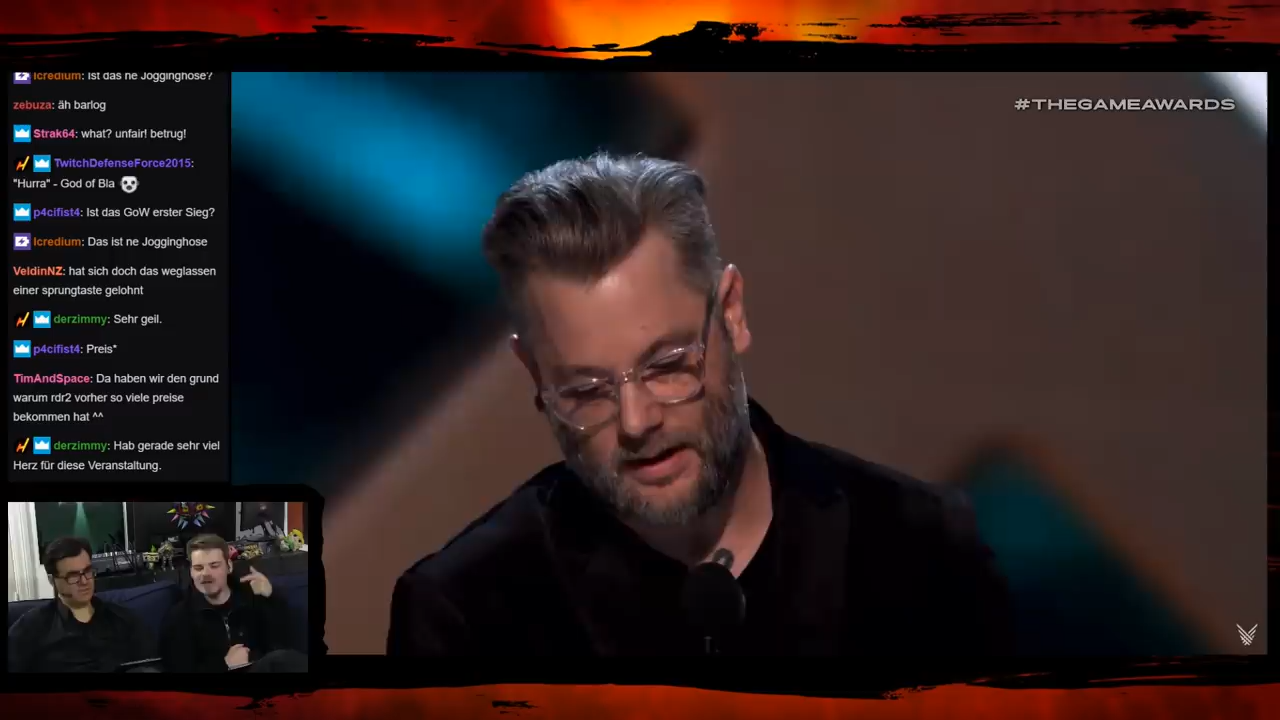 Icredium: Ist das ne Jogginghose?
zebuza: äh barlog
Strak64: what? unfair! betrug!
TwitchDefenseForce2015:
"Hurra" - God of Bla
p4cifist4: Ist das GoW erster Sieg?
Icredium: Das ist ne Jogginghose
VeldinNZ: hat sich doch das weglassen
einer sprungtaste gelohnt
derzimmy: Sehr geil.
p4cifist4: Preis*
TimAndSpace: Da haben wir den grund
warum rdr2 vorher so viele preise
bekommen hat ^^
derzimmy: Hab gerade sehr viel
Herz für diese Veranstaltung.
#THEGAMEAWARDS